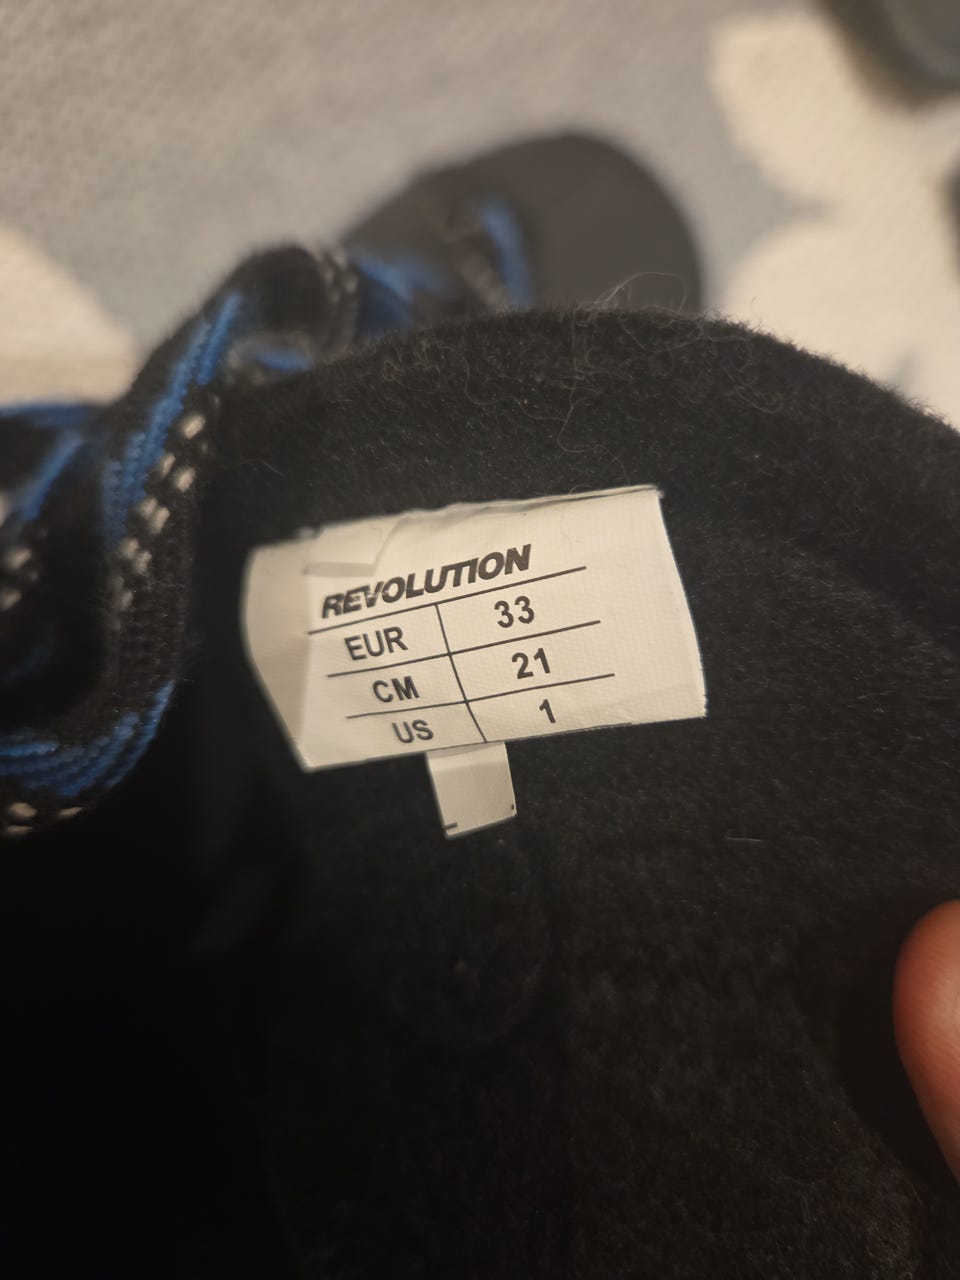 REVOLUTION
EUR 33
CM 21
US 1